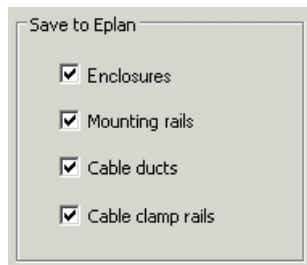 Save to Eplan
Enclosures
Mounting rails
Cable ducts
Cable clamp rails